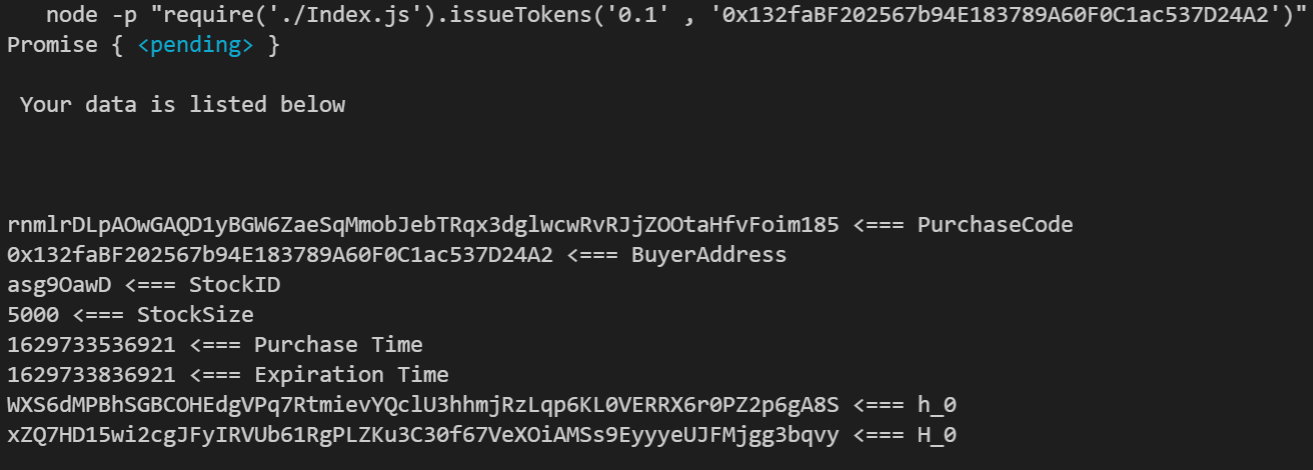 node -p "require('./Index.js').issueTokens('0.1' , '0x132faBF202567b94E183789A60F0C1ac537D24A2')"
Promise { <pending> }
Your data is listed below
rnmlrDLpAOwGAQD1yBGW6ZaeSqMmobJebTRqx3dglwcwRvRJjZOOtaHfvFoim185 <=== PurchaseCode
0x132faBF202567b94E183789A60F0C1ac537D24A2 <=== BuyerAddress
asg9OawD <=== StockID
5000 <=== StockSize
1629733536921 <=== Purchase Time
1629733836921 <=== Expiration Time
WXS6dMPBhSGBCOHEdgVPq7RtmievYQclU3hhmjRzLqp6KL0VERRX6r0PZ2p6gA8S <=== h_0
xZQ7HD15wi2cgJFyIRVUb61RgPLZKu3C30f67VeXOiAMSs9EyyyeUJFMjgg3bqvy <=== H_0